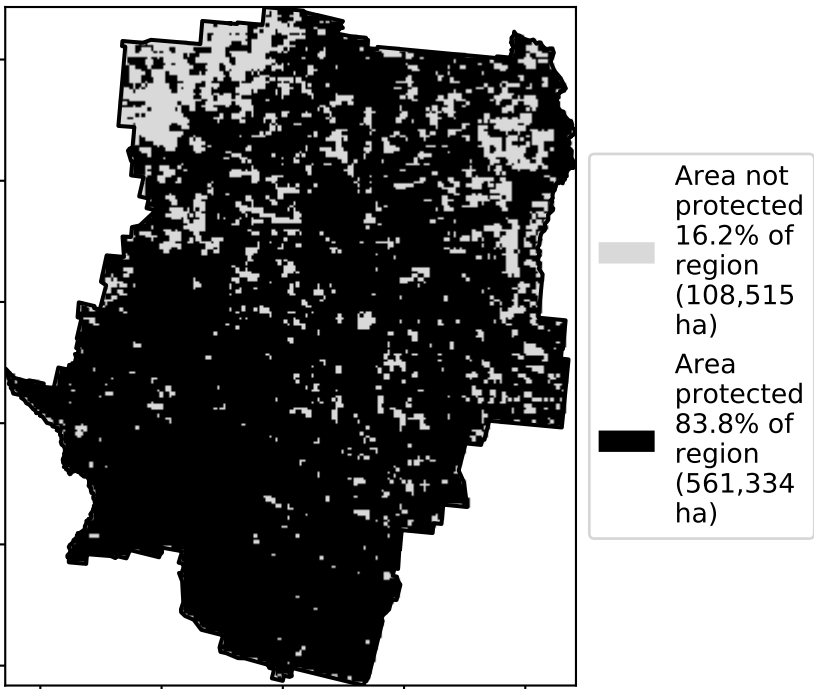 Area not
protected
16.2% of
region
(108,515
ha)
Area
protected
83.8% of
region
(561,334
ha)